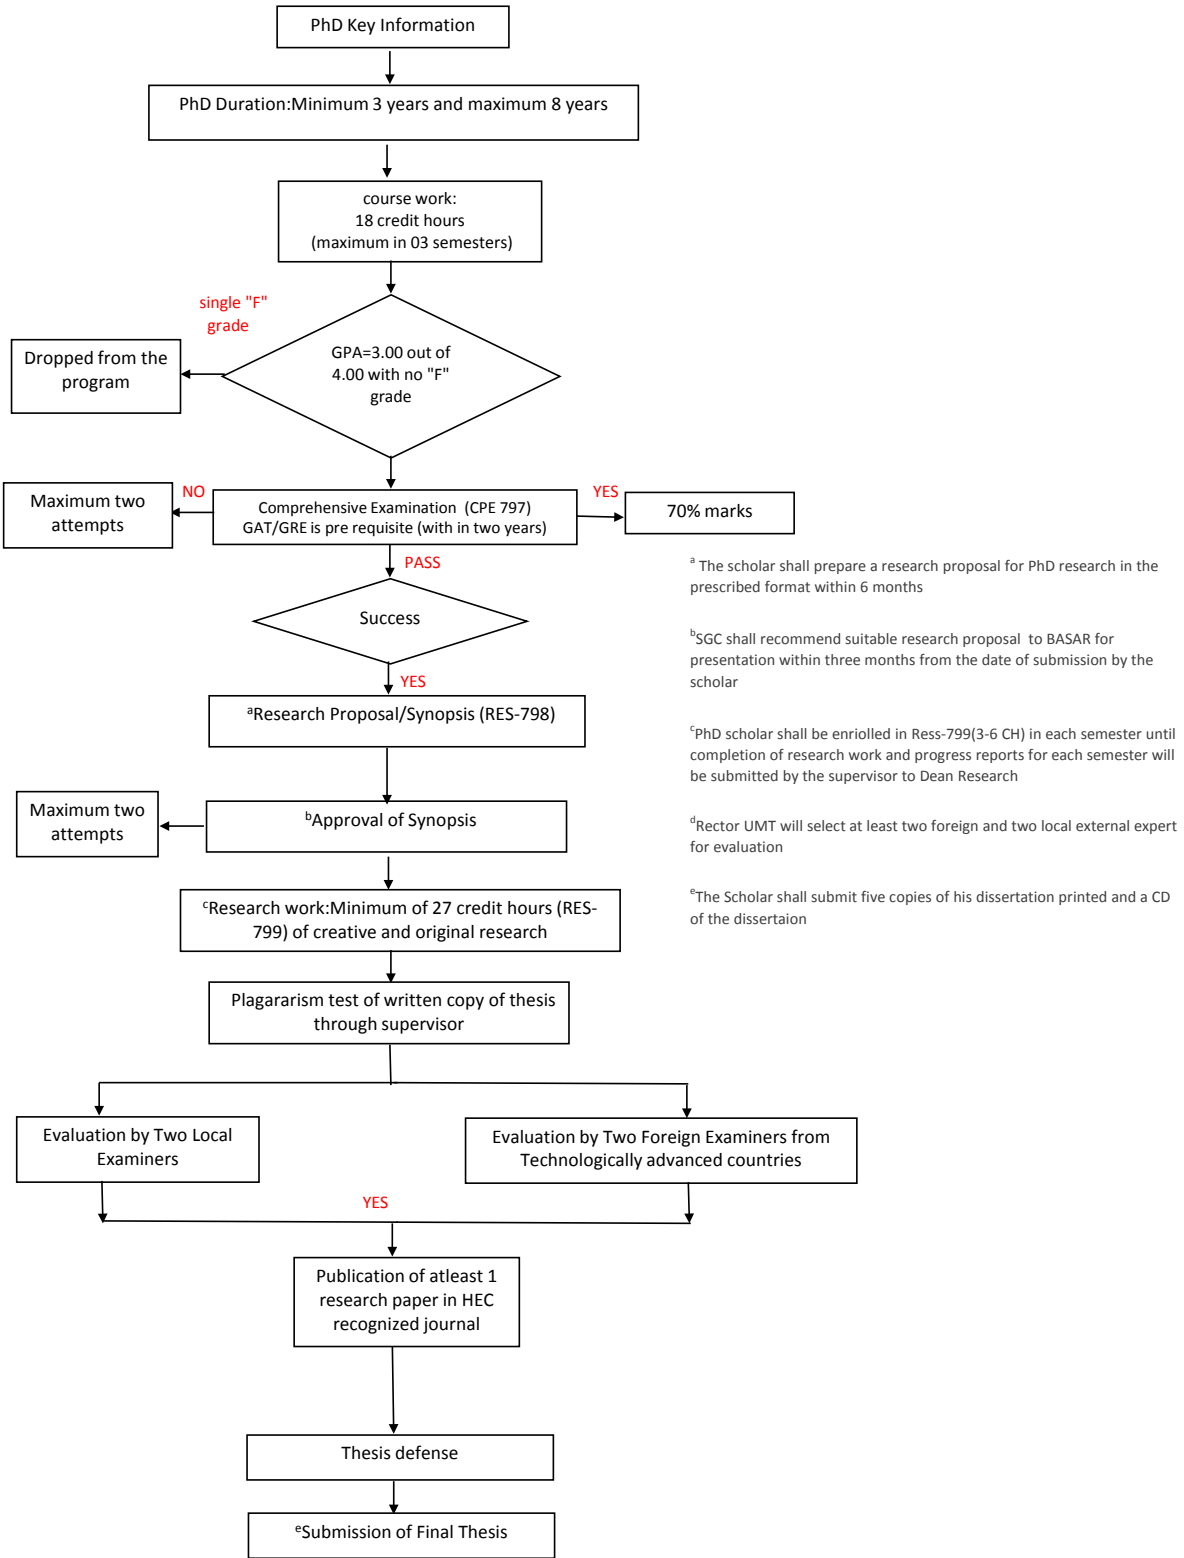 PhD Key Information
PhD Duration:Minimum 3 years and maximum 8 years
course work:
18 credit hours
(maximum in 03 semesters)
single "F"
grade
Dropped from the
program
GPA=3.00 out of
4.00 with no "F"
grade
Maximum two
attempts
NO
Comprehensive Examination (CPE 797)
GAT/GRE is pre requisite (with in two years)
YES
70% marks
PASS
Success
YES
aResearch Proposal/Synopsis (RES-798)
Maximum two
attempts
bApproval of Synopsis
cResearch work:Minimum of 27 credit hours (RES-
799) of creative and original research
Plagararism test of written copy of thesis
through supervisor
Evaluation by Two Local
Examiners
Evaluation by Two Foreign Examiners from
Technologically advanced countries
YES
Publication of atleast 1
research paper in HEC
recognized journal
Thesis defense
eSubmission of Final Thesis
a The scholar shall prepare a research proposal for PhD research in the
prescribed format within 6 months
bSGC shall recommend suitable research proposal to BASAR for
presentation within three months from the date of submission by the
scholar
cPhD scholar shall be enriolled in Ress-799(3-6 CH) in each semester until
completion of research work and progress reports for each semester will
be submitted by the supervisor to Dean Research
dRector UMT will select at least two foreign and two local external expert
for evaluation
eThe Scholar shall submit five copies of his dissertation printed and a CD
of the dissertaion